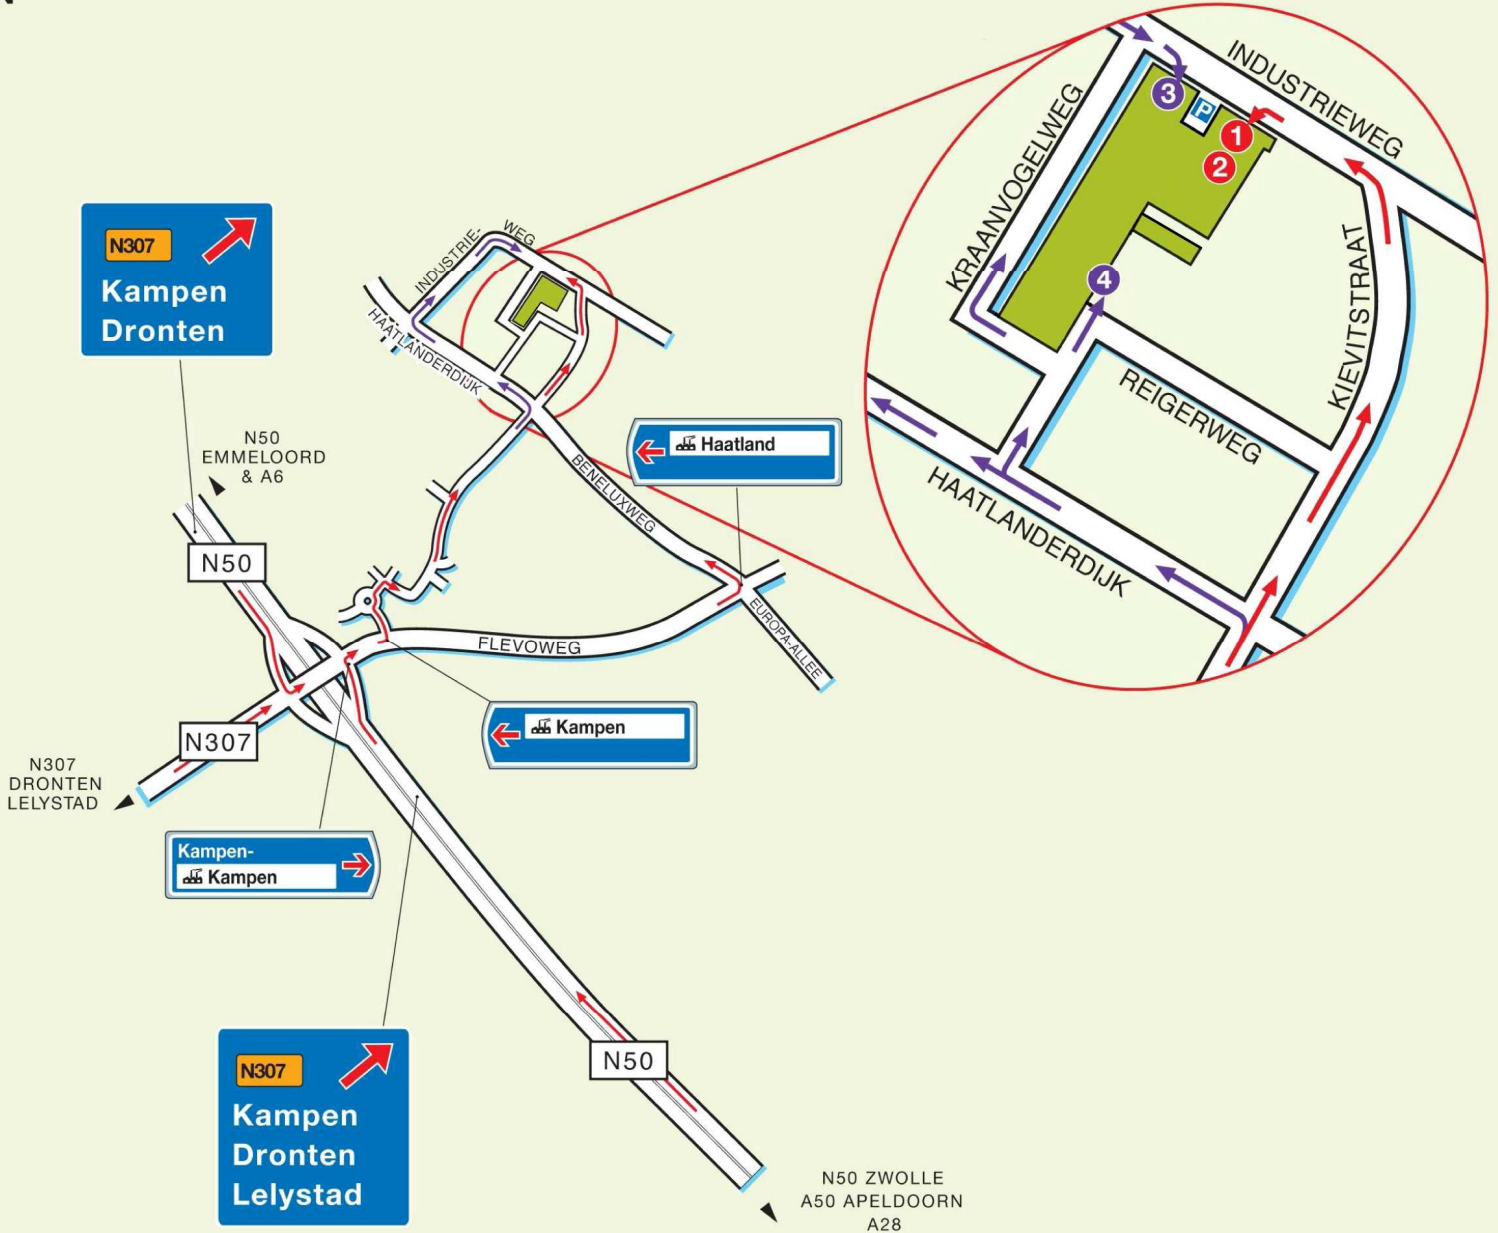 N307
Kampen
Dronten
N50
EMMELOORD
& A6
INDUSTRIE-
WEG
HAATLANDERDIJK
BENELUXWEG
Haatland
EUROPA-ALLEE
FLEVOWEG
N50
N307
N307
DRONTEN
LELYSTAD
Kampen
Kampen-
Kampen
N307
Kampen
Dronten
Lelystad
N50
N50 ZWOLLE
A50 APELDOORN
A28
INDUSTRIEWEG
KRAANVOGELWEG
3
P
1
2
4
KIEVITSTRAAT
REIGERWEG
HAATLANDERDIJK